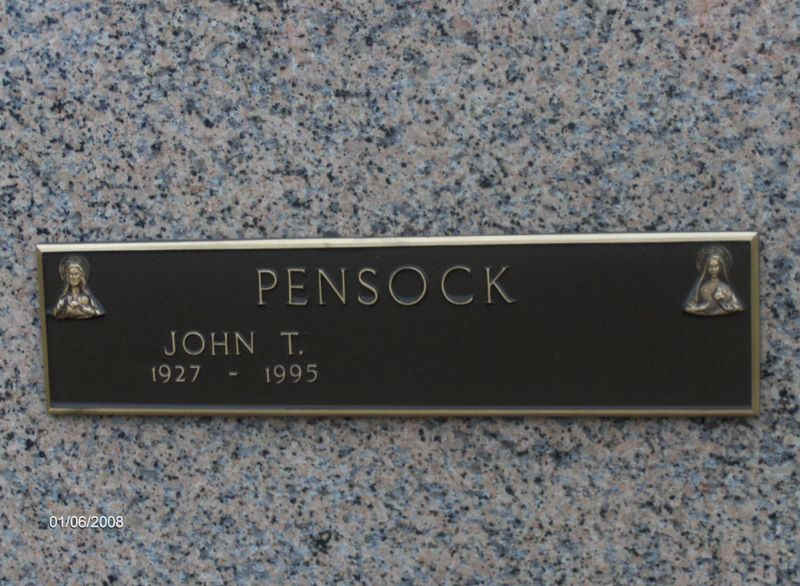 PENSOCK
JOHN T.
1927 - 1995
01/06/2008